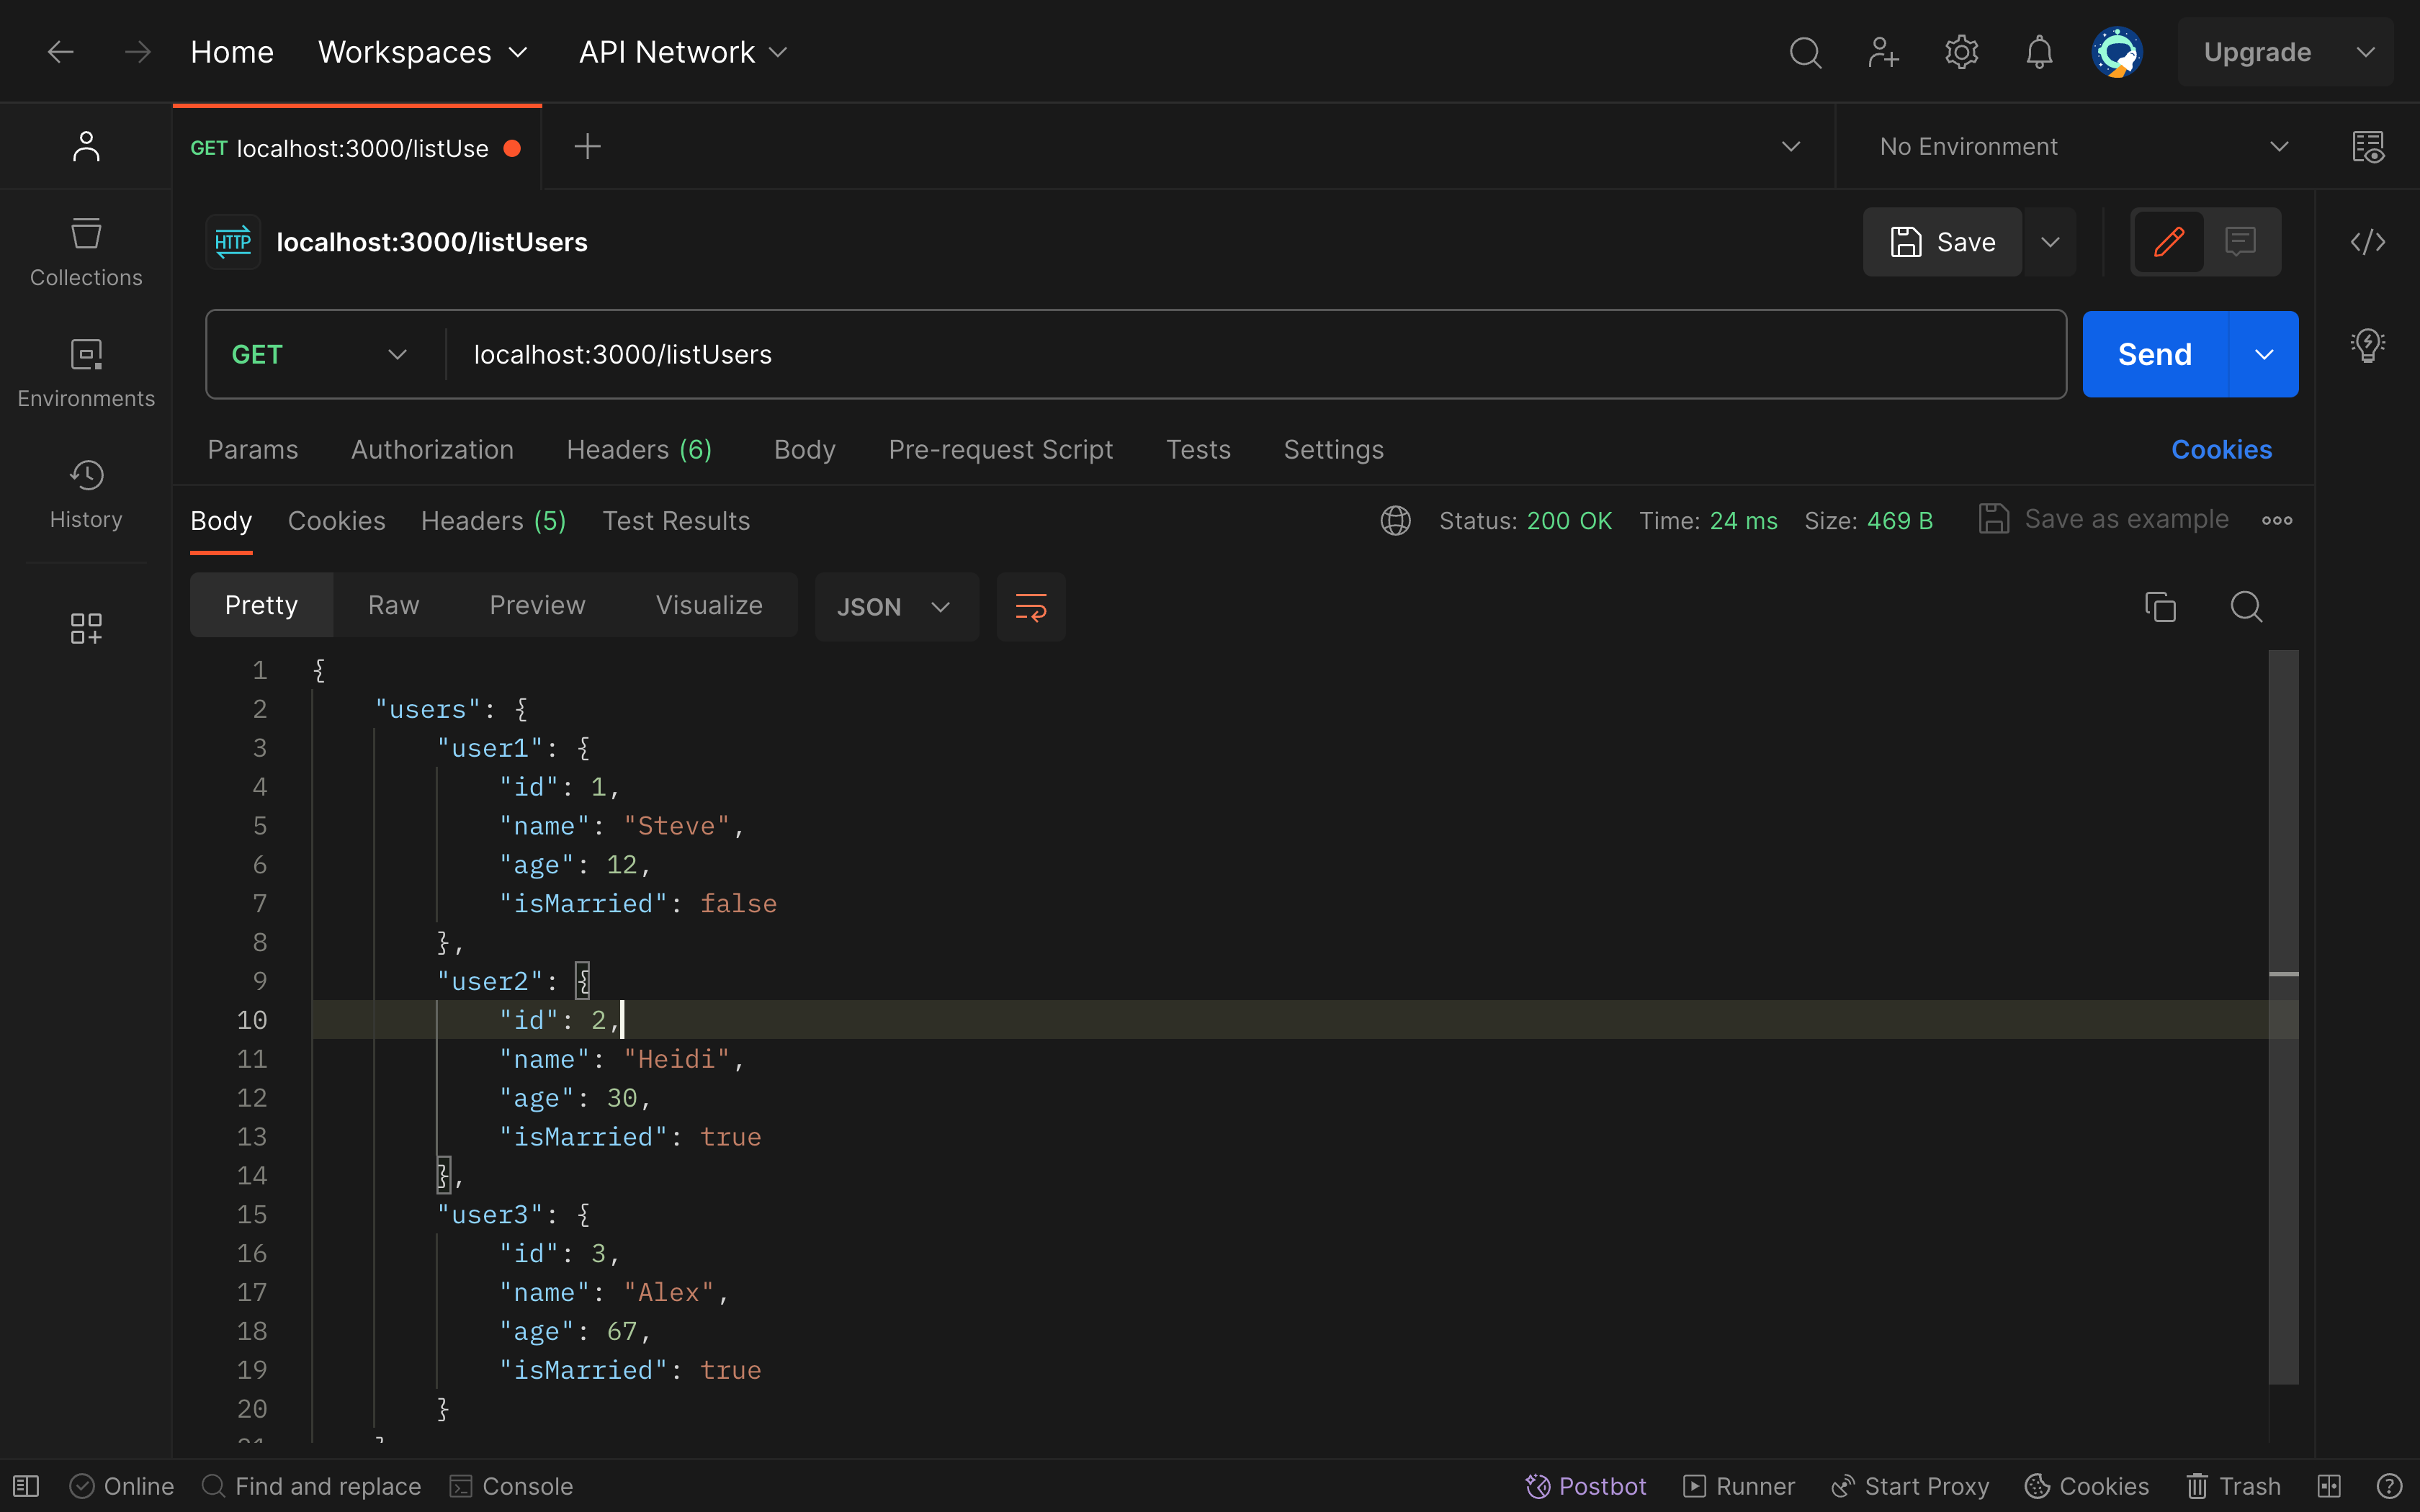 Home Workspaces API Network Upgrade
GET localhost:3000/listUse No Environment
HTTP localhost:3000/listUsers Save
Collections
GET localhost:3000/listUsers Send
Environments
Params Authorization Headers (6) Body Pre-request Script Tests Settings Cookies
History
Body Cookies Headers (5) Test Results Status: 200 OK Time: 24 ms Size: 469 B Save as example
Pretty Raw Preview Visualize JSON
1 {
2 "users": {
3 "user1": {
4 "id": 1,
5 "name": "Steve",
6 "age": 12,
7 "isMarried": false
8 },
9 "user2": {
10 "id": 2,
11 "name": "Heidi",
12 "age": 30,
13 "isMarried": true
14 },
15 "user3": {
16 "id": 3,
17 "name": "Alex",
18 "age": 67,
19 "isMarried": true
20 }
Online Find and replace Console Postbot Runner Start Proxy Cookies Trash